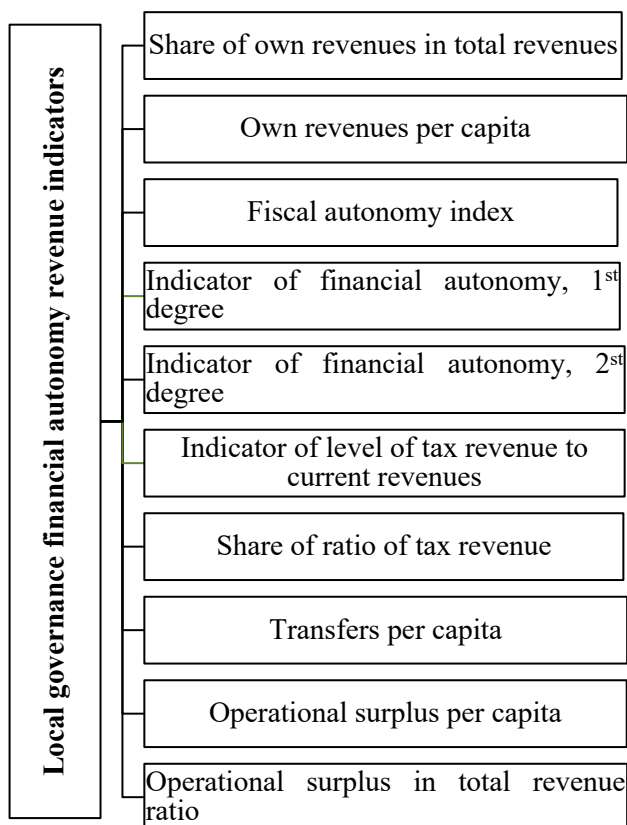 Local governance financial autonomy revenue indicators
Share of own revenues in total revenues
Own revenues per capita
Fiscal autonomy index
Indicator of financial autonomy, 1st
degree
Indicator of financial autonomy, 2st
degree
Indicator of level of tax revenue to
current revenues
Share of ratio of tax revenue
Transfers per capita
Operational surplus per capita
Operational surplus in total revenue
ratio